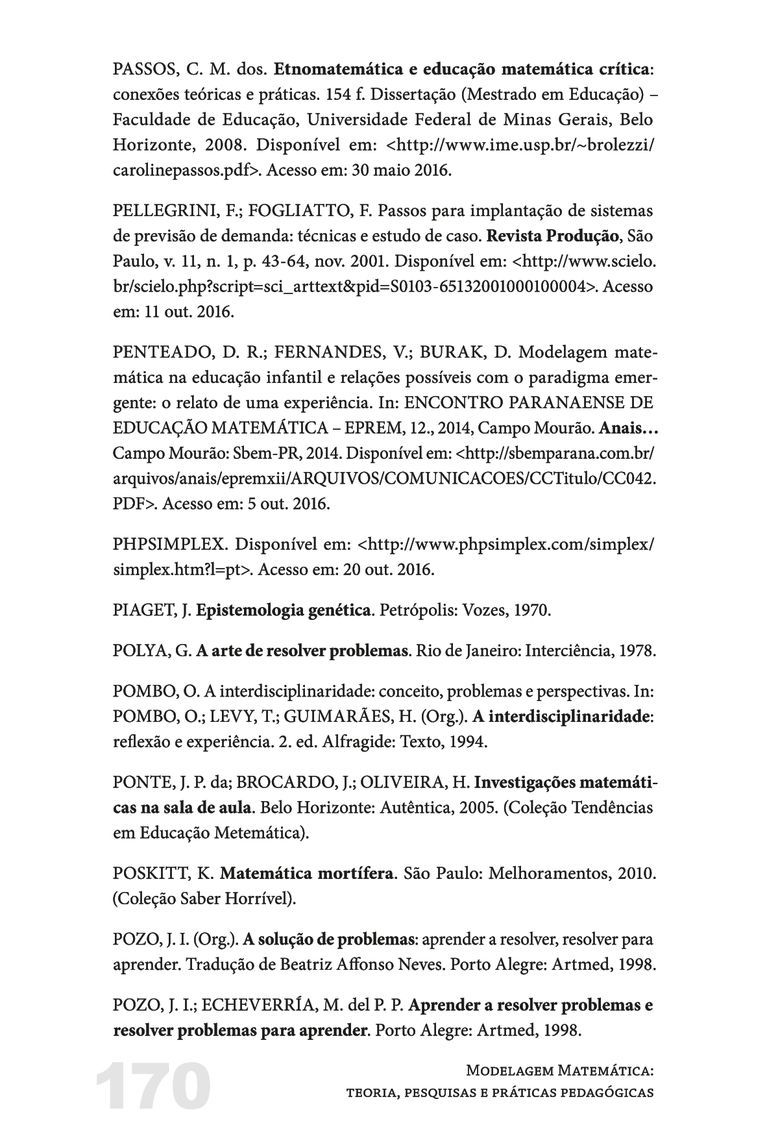 PASSOS, C. M. dos. Etnomatemática e educação matemática crítica:
conexões teóricas e práticas. 154 f. Dissertação (Mestrado em Educação) –
Faculdade de Educação, Universidade Federal de Minas Gerais, Belo
Horizonte, 2008. Disponível em: <http://www.ime.usp.br/~brolezzi/
carolinepassos.pdf>. Acesso em: 30 maio 2016.
PELLEGRINI, F.; FOGLIATTO, F. Passos para implantação de sistemas
de previsão de demanda: técnicas e estudo de caso. Revista Produção, São
Paulo, v. 11, n. 1, p. 43-64, nov. 2001. Disponível em: <http://www.scielo.
br/scielo.php?script=sci_arttext&pid=S0103-65132001000100004>. Acesso
em: 11 out. 2016.
PENTEADO, D. R.; FERNANDES, V.; BURAK, D. Modelagem mate-
mática na educação infantil e relações possíveis com o paradigma emer-
gente: o relato de uma experiência. In: ENCONTRO PARANAENSE DE
EDUCAÇÃO MATEMÁTICA – EPREM, 12., 2014, Campo Mourão. Anais…
Campo Mourão: Sbem-PR, 2014. Disponível em: <http://sbemparana.com.br/
arquivos/anais/epremxii/ARQUIVOS/COMUNICACOES/CCTitulo/CC042.
PDF>. Acesso em: 5 out. 2016.
PHPSIMPLEX. Disponível em: <http://www.phpsimplex.com/simplex/
simplex.htm?l=pt>. Acesso em: 20 out. 2016.
PIAGET, J. Epistemologia genética. Petrópolis: Vozes, 1970.
POLYA, G. A arte de resolver problemas. Rio de Janeiro: Interciência, 1978.
POMBO, O. A interdisciplinaridade: conceito, problemas e perspectivas. In:
POMBO, O.; LEVY, T.; GUIMARÃES, H. (Org.). A interdisciplinaridade:
reflexão e experiência. 2. ed. Alfragide: Texto, 1994.
PONTE, J. P. da; BROCARDO, J.; OLIVEIRA, H. Investigações matemáti-
cas na sala de aula. Belo Horizonte: Autêntica, 2005. (Coleção Tendências
em Educação Metemática).
POSKITT, K. Matemática mortífera. São Paulo: Melhoramentos, 2010.
(Coleção Saber Horrível).
POZO, J. I. (Org.). A solução de problemas: aprender a resolver, resolver para
aprender. Tradução de Beatriz Affonso Neves. Porto Alegre: Artmed, 1998.
POZO, J. I.; ECHEVERRÍA, M. del P. P. Aprender a resolver problemas e
resolver problemas para aprender. Porto Alegre: Artmed, 1998.
170
Modelagem Matemática:
teoria, pesquisas e práticas pedagógicas